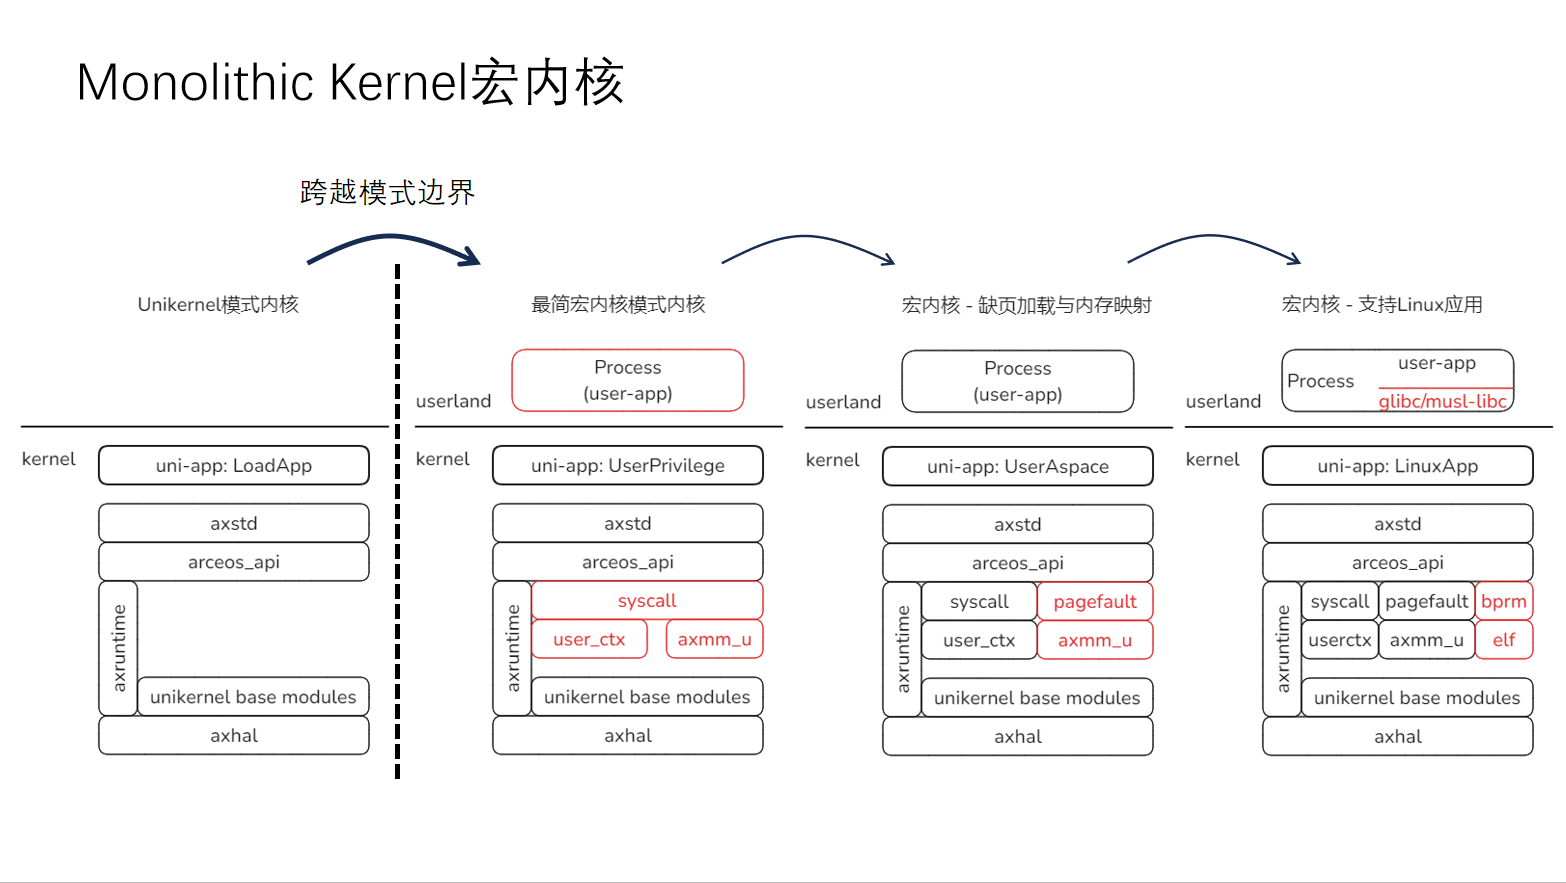 Monolithic Kernel宏内核
跨越模式边界
Unikernel模式内核
kernel
uni-app: LoadApp
axstd
arceos_api
axruntime
unikernel base modules
axhal
最简宏内核模式内核
Process
(user-app)
userland
kernel
uni-app: UserPrivilege
axstd
arceos_api
axruntime
syscall
user_ctx
axmm_u
unikernel base modules
axhal
宏内核 - 缺页加载与内存映射
Process
(user-app)
userland
kernel
uni-app: UserAspace
axstd
arceos_api
axruntime
syscall
pagefault
user_ctx
axmm_u
unikernel base modules
axhal
宏内核 - 支持Linux应用
Process
user-app
glibc/musl-libc
userland
kernel
uni-app: LinuxApp
axstd
arceos_api
axruntime
syscall
pagefault
bprm
userctx
axmm_u
elf
unikernel base modules
axhal